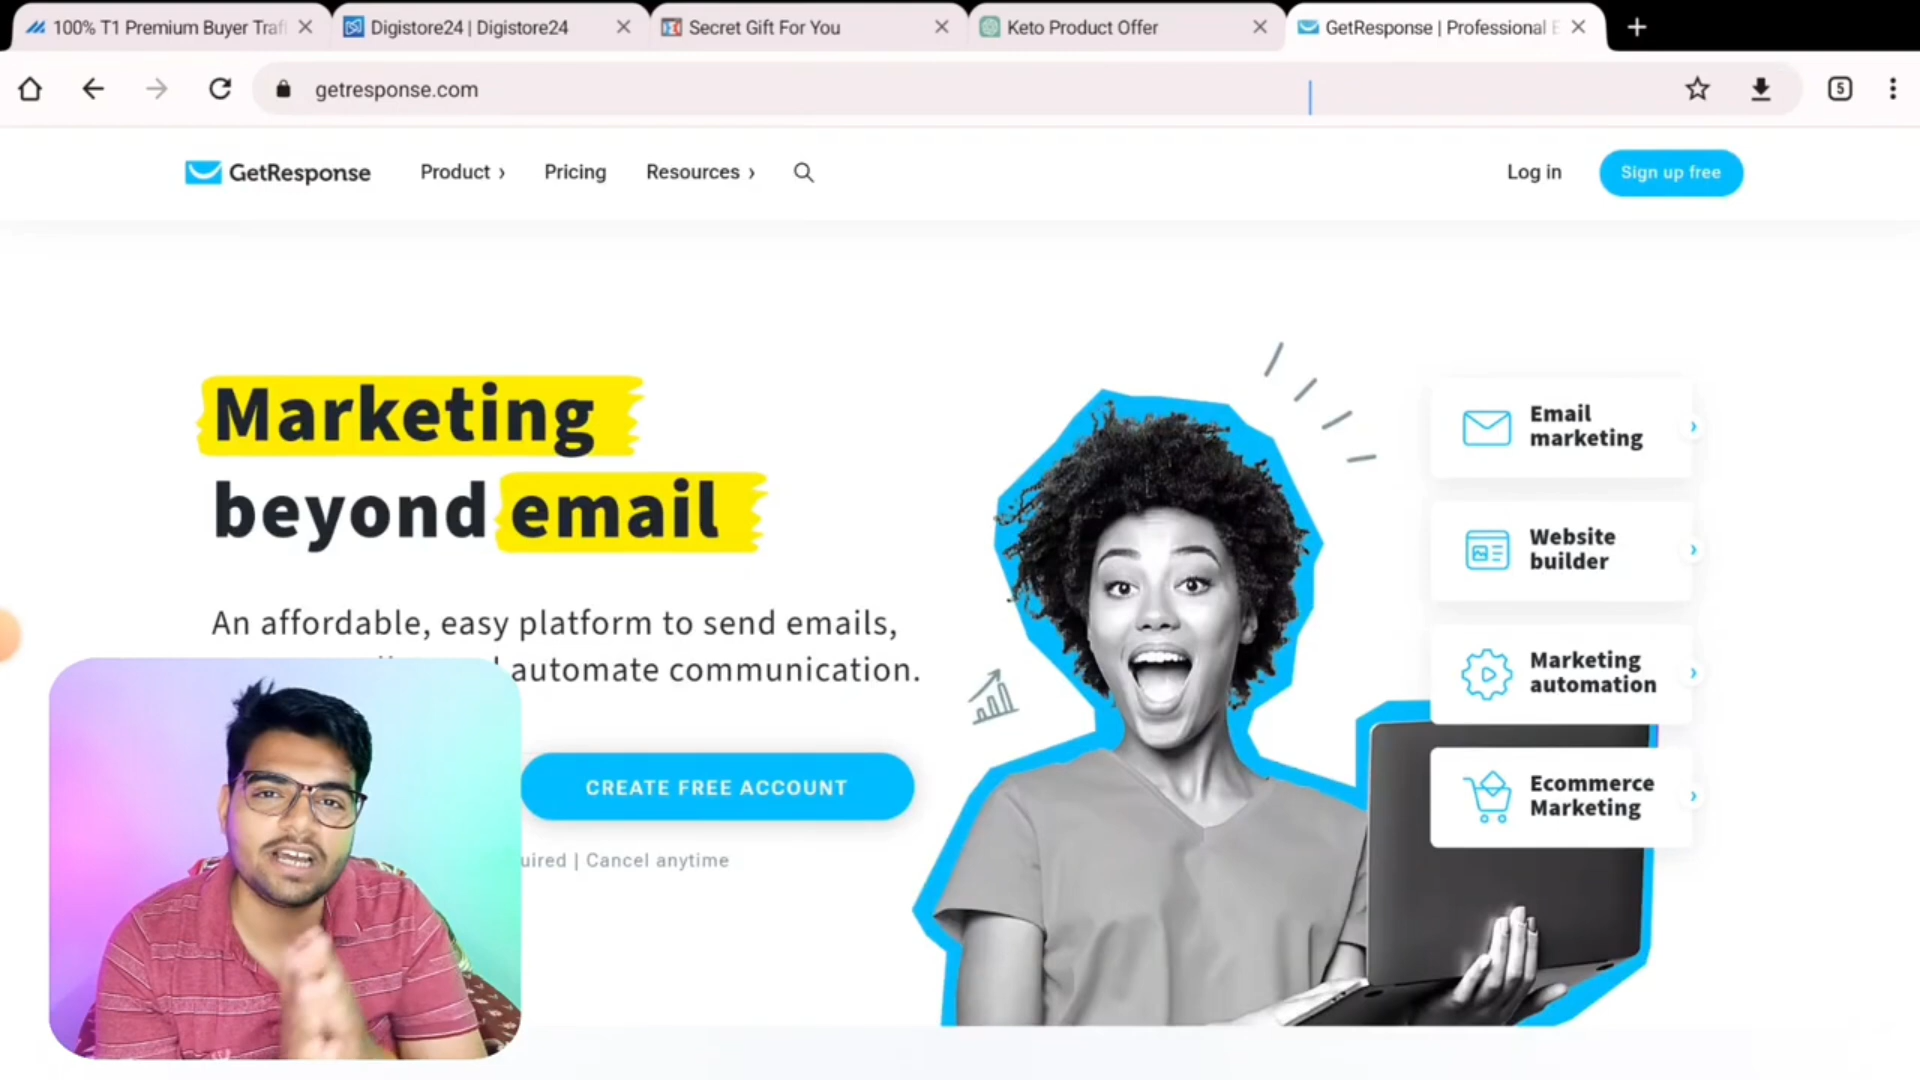 100% T1 Premium Buyer Traf
Digistore24 | Digistore24
Secret Gift For You
Keto Product Offer
GetResponse | Professional E
getresponse.com
5
GetResponse
Product ›
Pricing
Resources ›
Log in
Sign up free
Marketing
beyond email
An affordable, easy platform to send emails,
automate communication.
CREATE FREE ACCOUNT
| Cancel anytime
Email
marketing
Website
builder
Marketing
automation
Ecommerce
Marketing